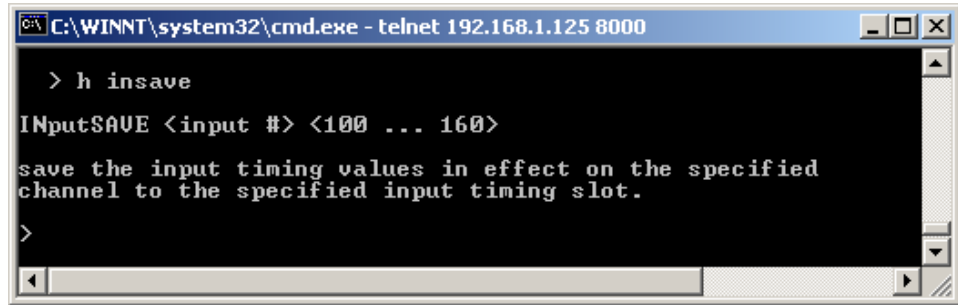 C:\WINNT\system32\cmd.exe - telnet 192.168.1.125 8000
> h insave
INputSAVE <input #> <100 ... 160>
save the input timing values in effect on the specified
channel to the specified input timing slot.
>